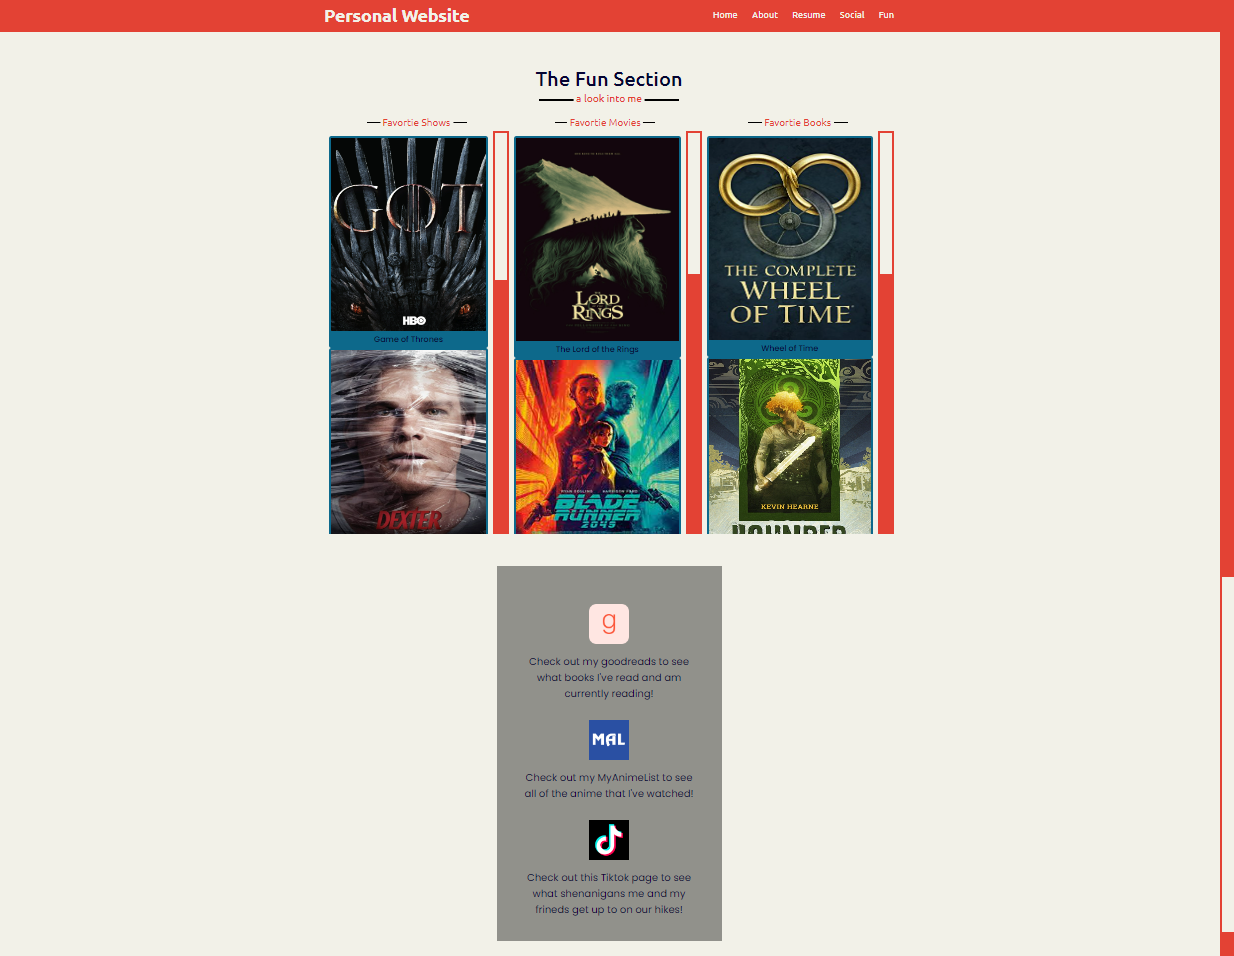 Personal Website
Home About Resume Social Fun
The Fun Section
a look into me
Favortie Shows
Favortie Movies
Favortie Books
GOT
HBO
Game of Thrones
DEXTER
THE LORD OF THE RINGS
The Lord of the Rings
RYAN GOSLING HARRISON FORD
BLADE
RUNNER
2049
THE COMPLETE
WHEEL
OF TIME
Wheel of Time
KEVIN HEARNE
HOUNDED
g
Check out my goodreads to see
what books I've read and am
currently reading!
MAL
Check out my MyAnimeList to see
all of the anime that I've watched!
Check out this Tiktok page to see
what shenanigans me and my
frineds get up to on our hikes!